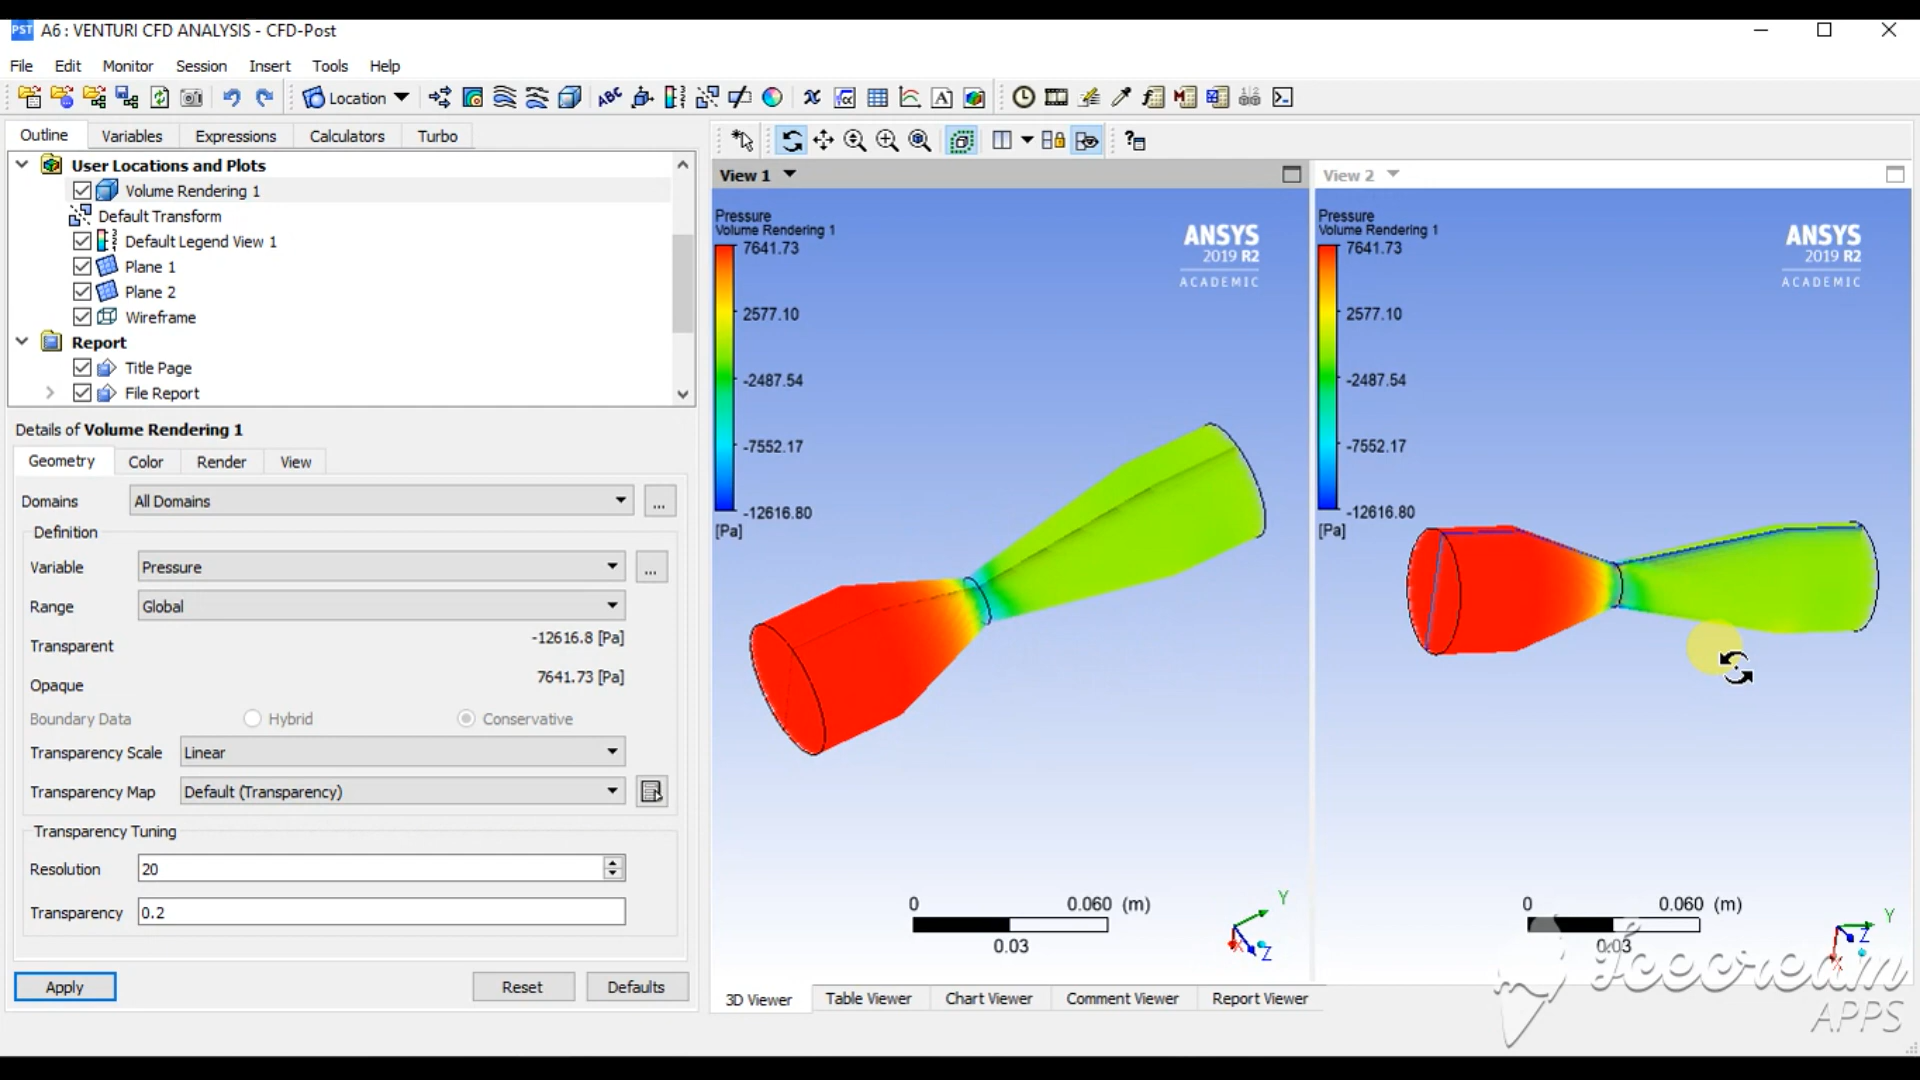 A6 : VENTURI CFD ANALYSIS - CFD-Post
File Edit Monitor Session Insert Tools Help
Location
Outline Variables Expressions Calculators Turbo
User Locations and Plots
Volume Rendering 1
Default Transform
Default Legend View 1
Plane 1
Plane 2
Wireframe
Report
Title Page
File Report
Details of Volume Rendering 1
Geometry Color Render View
Domains All Domains ...
Definition
Variable Pressure ...
Range Global
Transparent -12616.8 [Pa]
Opaque 7641.73 [Pa]
Boundary Data Hybrid Conservative
Transparency Scale Linear
Transparency Map Default (Transparency)
Transparency Tuning
Resolution 20
Transparency 0.2
Apply Reset Defaults
View 1
Pressure
Volume Rendering 1
7641.73
2577.10
-2487.54
-7552.17
-12616.80
[Pa]
ANSYS
2019 R2
ACADEMIC
0 0.060 (m)
0.03
Y
X
Z
View 2
Pressure
Volume Rendering 1
7641.73
2577.10
-2487.54
-7552.17
-12616.80
[Pa]
ANSYS
2019 R2
ACADEMIC
0 0.060 (m)
0.03
Y
Z
X
3D Viewer Table Viewer Chart Viewer Comment Viewer Report Viewer
Icecream
APPS